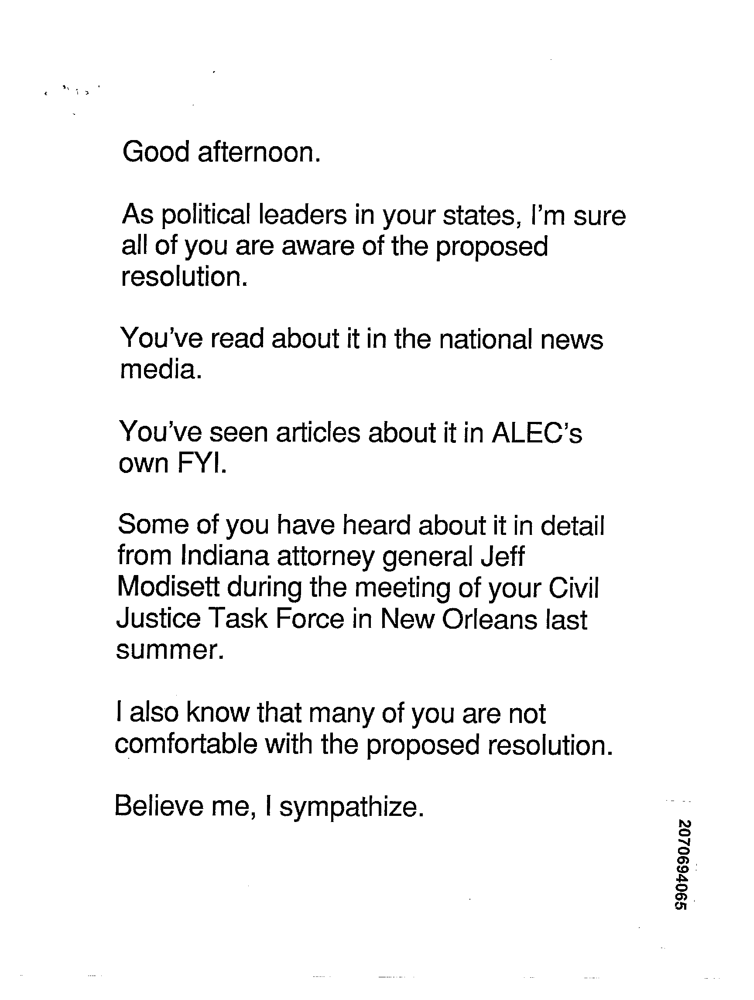 Good afternoon.
As political leaders in your states, I'm sure
all of you are aware of the proposed
resolution.
You've read about it in the national news
media.
You've seen articles about it in ALEC's
own FYI.
Some of you have heard about it in detail
from Indiana attorney general Jeff
Modisett during the meeting of your Civil
Justice Task Force in New Orleans last
summer.
I also know that many of you are not
comfortable with the proposed resolution.
Believe me, I sympathize.
2070694065